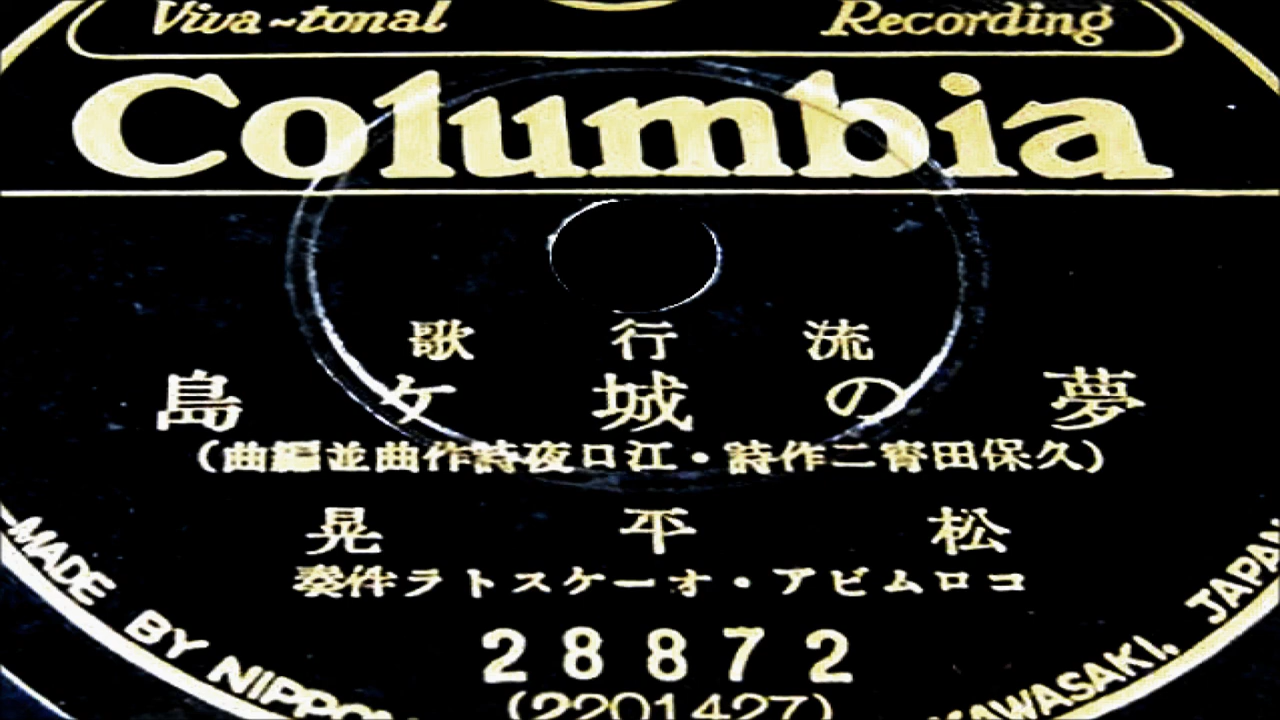 Viva-tonal Recording
Columbia
流行歌
夢の城ケ島
(久保田宵二作詩・江口夜詩作曲並編曲)
松平晃
コロムビア・オーケストラ伴奏
28872
(2201427)
MADE BY NIPPON
KAWASAKI, JAPAN